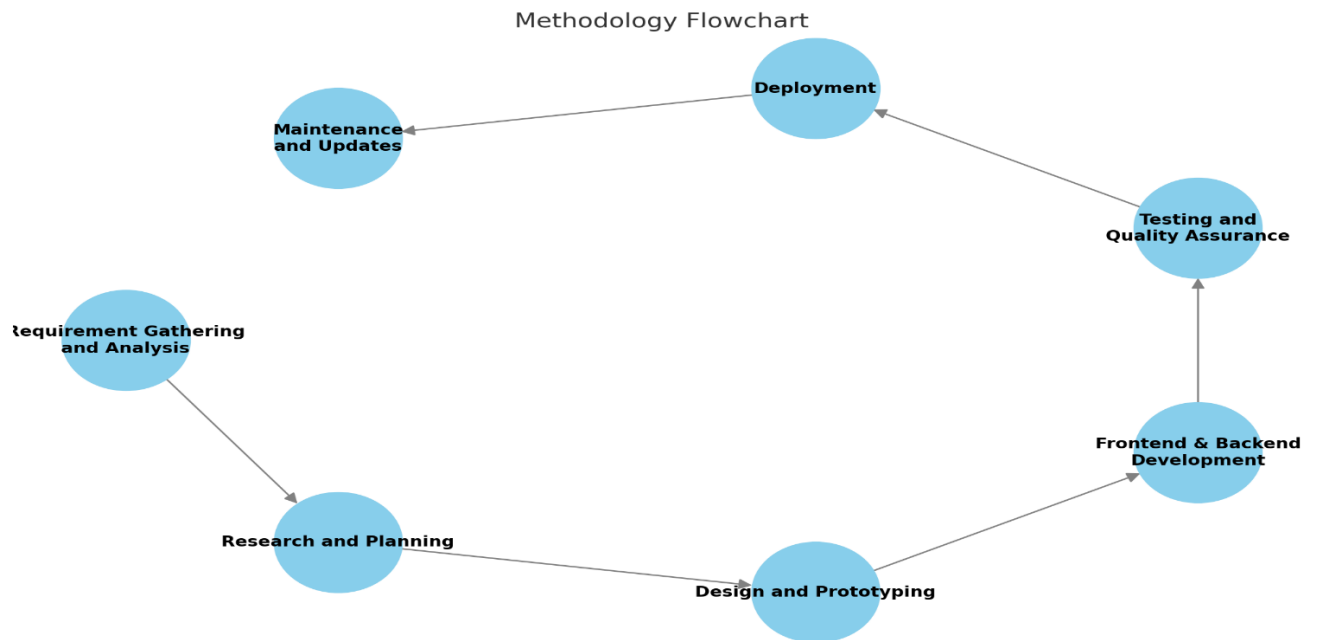 Methodology Flowchart
Deployment
Maintenance
and Updates
Testing and
Quality Assurance
Requirement Gathering
and Analysis
Frontend & Backend
Development
Research and Planning
Design and Prototyping